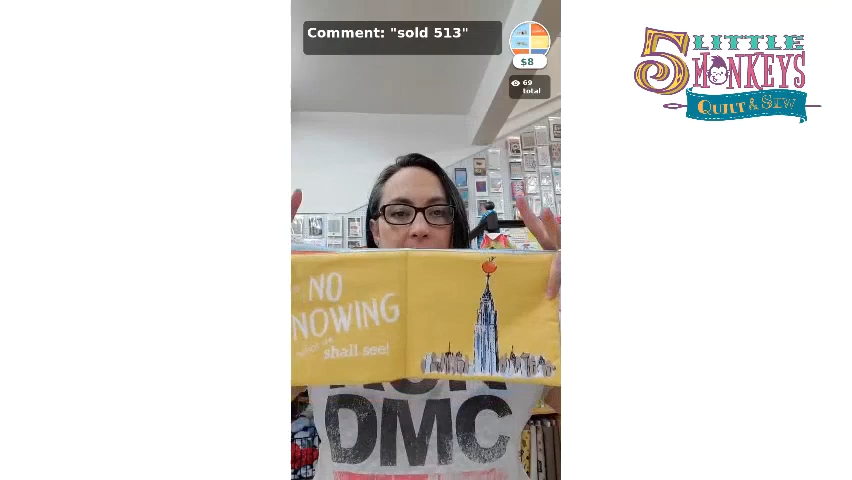 Comment: "sold 513"
$8
69
total
5 LITTLE
MONKEYS
QUILT & SEW
NO
NOWING
shall see!
DMC